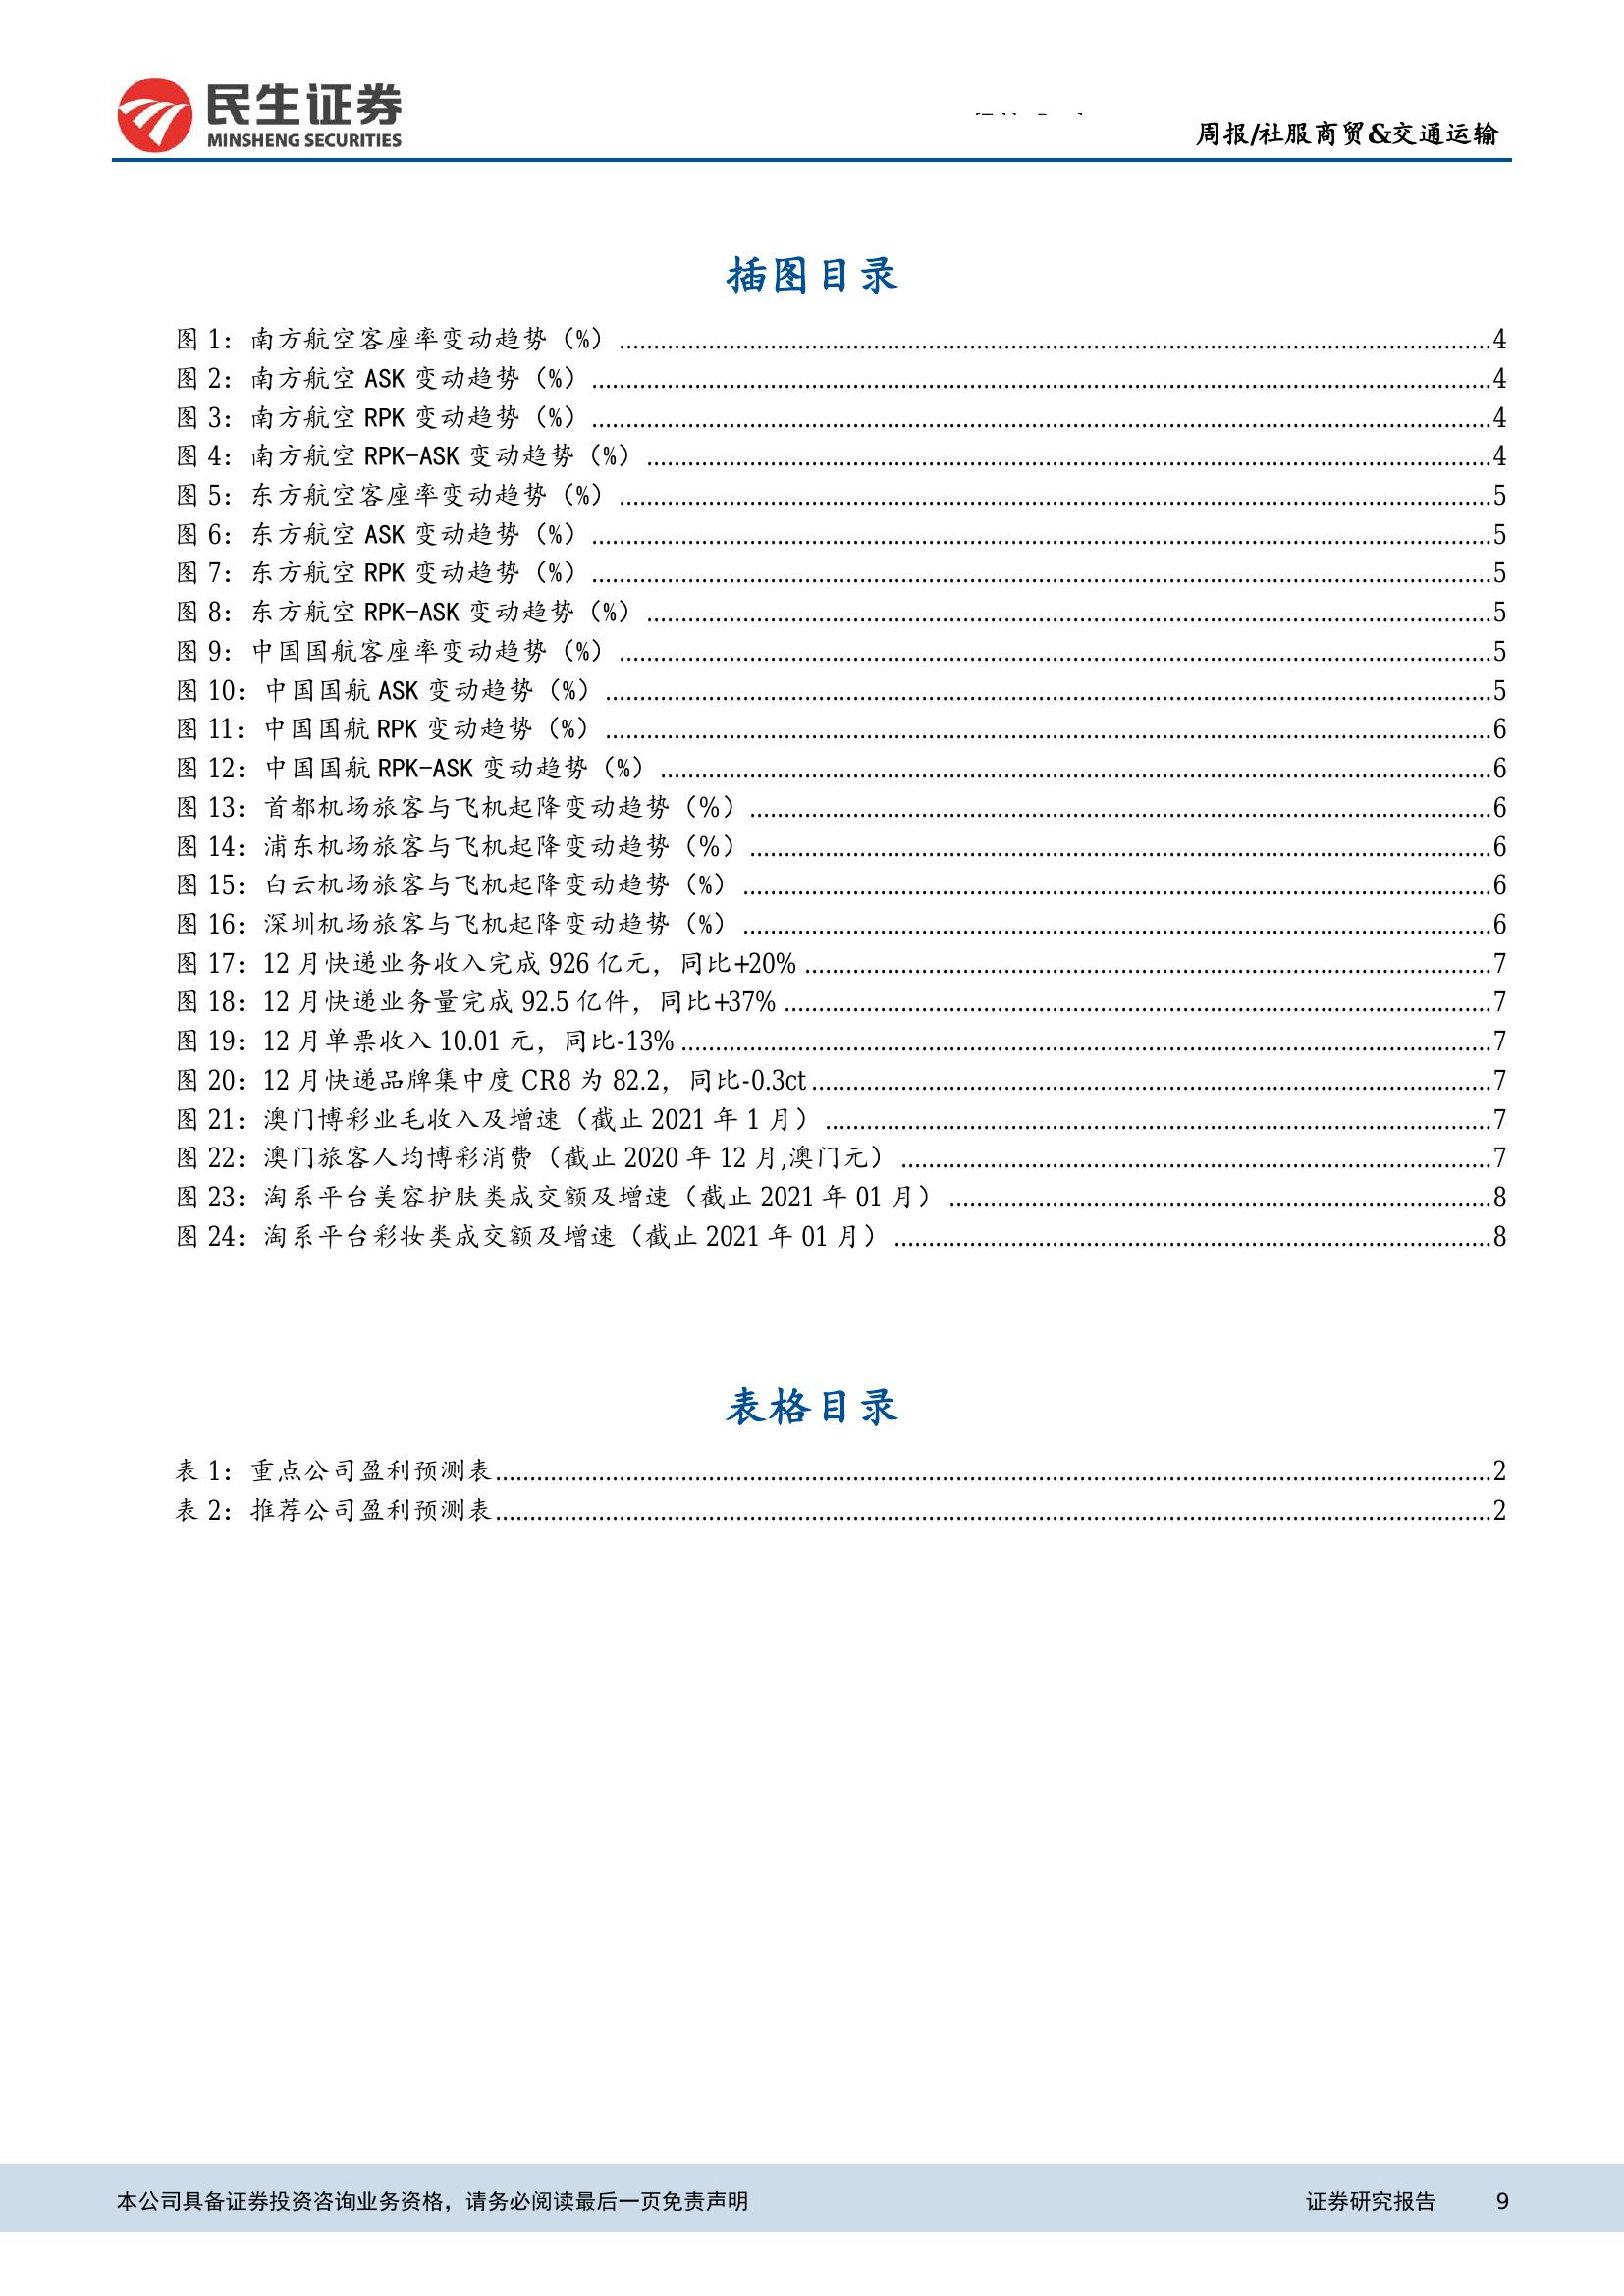 民生证券
MINSHENG SECURITIES
周报/社服商贸&交通运输
插图目录
图 1：南方航空客座率变动趋势（%）4
图 2：南方航空 ASK 变动趋势（%）4
图 3：南方航空 RPK 变动趋势（%）4
图 4：南方航空 RPK-ASK 变动趋势（%）4
图 5：东方航空客座率变动趋势（%）5
图 6：东方航空 ASK 变动趋势（%）5
图 7：东方航空 RPK 变动趋势（%）5
图 8：东方航空 RPK-ASK 变动趋势（%）5
图 9：中国国航客座率变动趋势（%）5
图 10：中国国航 ASK 变动趋势（%）5
图 11：中国国航 RPK 变动趋势（%）6
图 12：中国国航 RPK-ASK 变动趋势（%）6
图 13：首都机场旅客与飞机起降变动趋势（%）6
图 14：浦东机场旅客与飞机起降变动趋势（%）6
图 15：白云机场旅客与飞机起降变动趋势（%）6
图 16：深圳机场旅客与飞机起降变动趋势（%）6
图 17：12 月快递业务收入完成 926 亿元，同比+20%7
图 18：12 月快递业务量完成 92.5 亿件，同比+37%7
图 19：12 月单票收入 10.01 元，同比-13%7
图 20：12 月快递品牌集中度 CR8 为 82.2，同比-0.3ct7
图 21：澳门博彩业毛收入及增速（截止 2021 年 1 月）7
图 22：澳门旅客人均博彩消费（截止 2020 年 12 月,澳门元）7
图 23：淘系平台美容护肤类成交额及增速（截止 2021 年 01 月）8
图 24：淘系平台彩妆类成交额及增速（截止 2021 年 01 月）8
表格目录
表 1：重点公司盈利预测表2
表 2：推荐公司盈利预测表2
本公司具备证券投资咨询业务资格，请务必阅读最后一页免责声明 证券研究报告 9